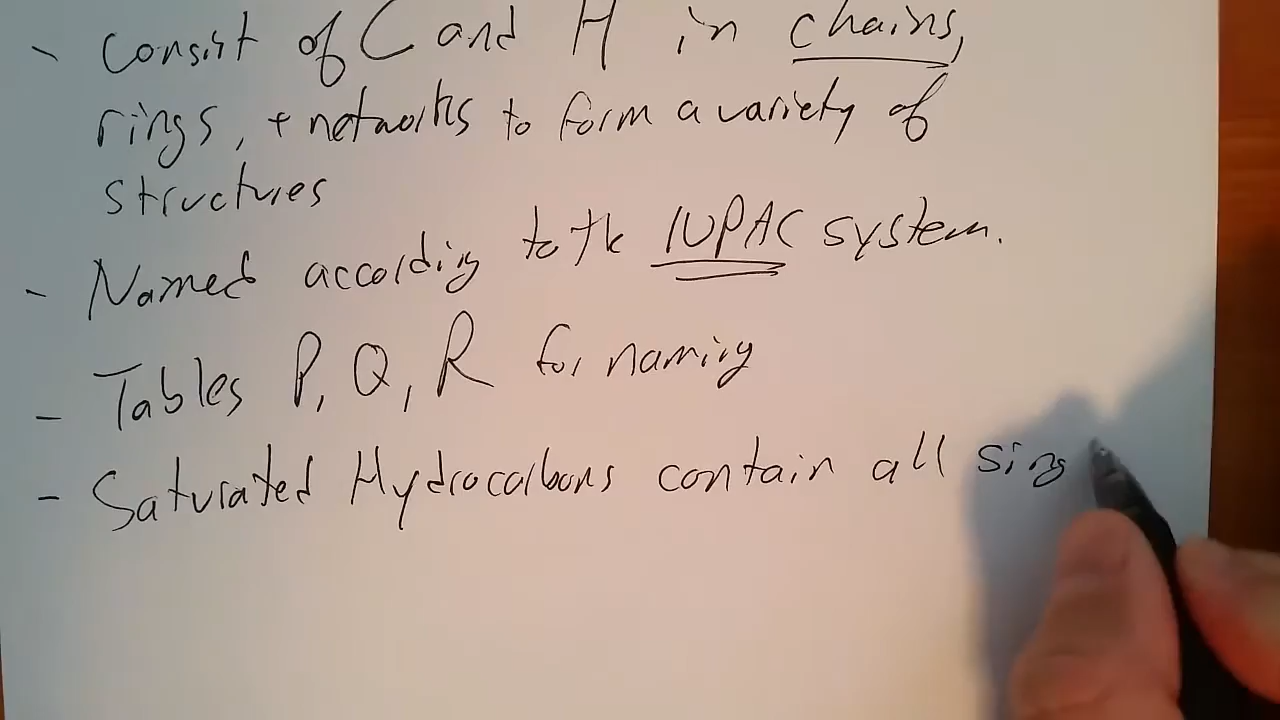 - Consist of C and H in chains,
rings, + networks to form a variety of
structures
- Named according to the IUPAC system.
- Tables P, Q, R for naming
- Saturated Hydrocarbons contain all sing